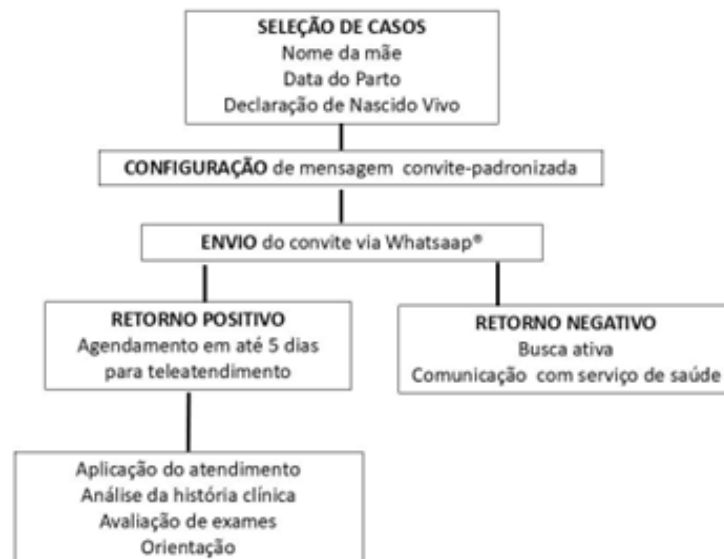 SELEÇÃO DE CASOS
Nome da mãe
Data do Parto
Declaração de Nascido Vivo
CONFIGURAÇÃO de mensagem convite-padronizada
ENVIO do convite via Whatsaap®
RETORNO POSITIVO
Agendamento em até 5 dias
para teleatendimento
RETORNO NEGATIVO
Busca ativa
Comunicação com serviço de saúde
Aplicação do atendimento
Análise da história clínica
Avaliação de exames
Orientação